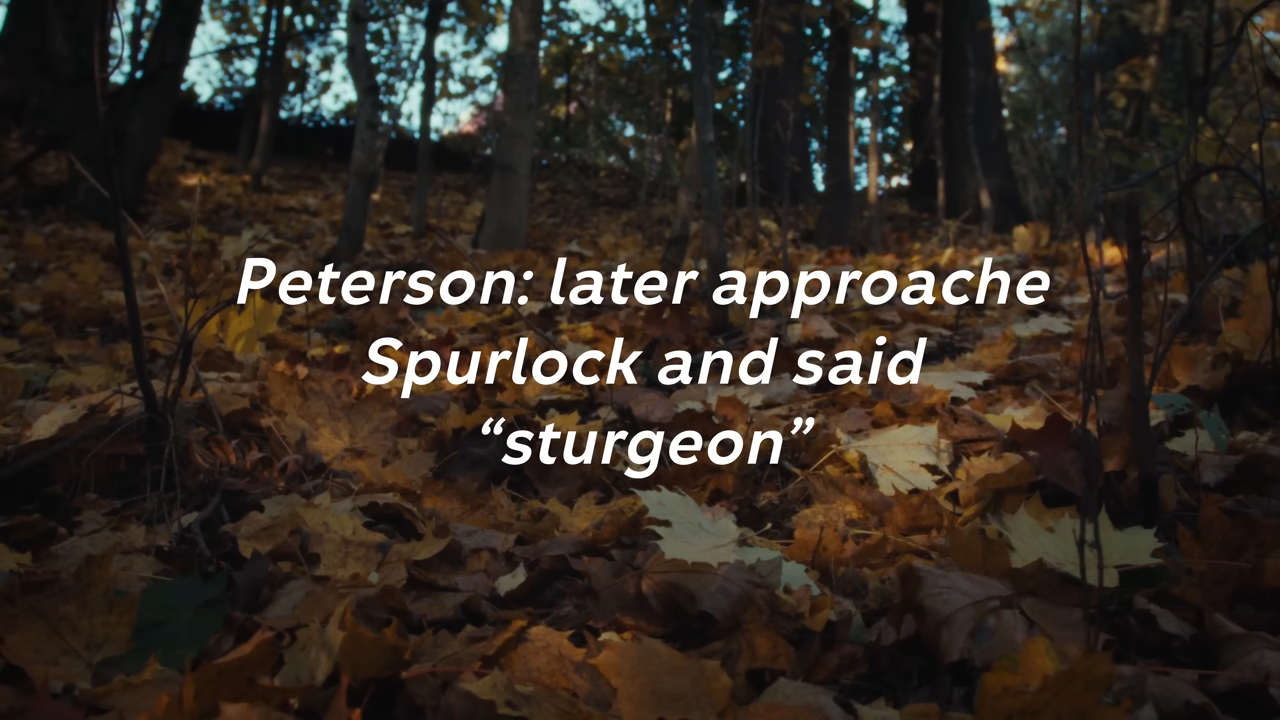 Peterson: later approache
Spurlock and said
“sturgeon”